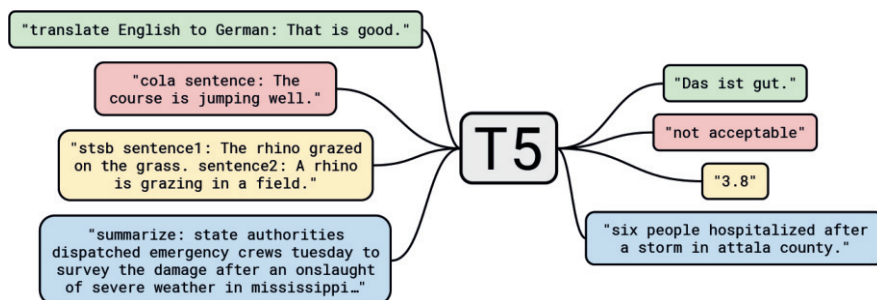 "translate English to German: That is good."
"cola sentence: The
course is jumping well."
"stsb sentence1: The rhino grazed
on the grass. sentence2: A rhino
is grazing in a field."
"summarize: state authorities
dispatched emergency crews tuesday to
survey the damage after an onslaught
of severe weather in mississippi…"
T5
"Das ist gut."
"not acceptable"
"3.8"
"six people hospitalized after
a storm in attala county."